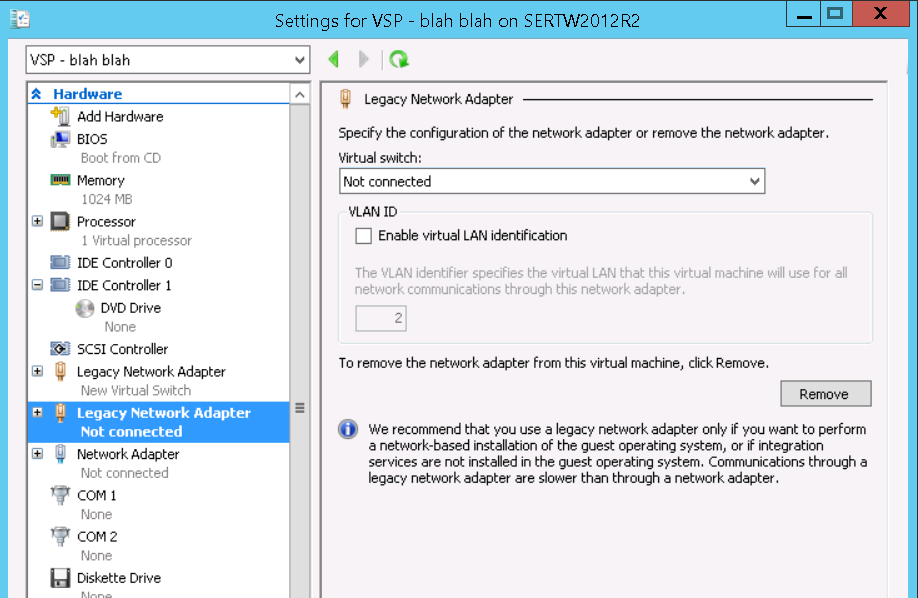 Settings for VSP - blah blah on SERTW2012R2
VSP - blah blah
Hardware
Add Hardware
BIOS
Boot from CD
Memory
1024 MB
Processor
1 Virtual processor
IDE Controller 0
IDE Controller 1
DVD Drive
None
SCSI Controller
Legacy Network Adapter
New Virtual Switch
Legacy Network Adapter
Not connected
Network Adapter
Not connected
COM 1
None
COM 2
None
Diskette Drive
None
Legacy Network Adapter
Specify the configuration of the network adapter or remove the network adapter.
Virtual switch:
Not connected
VLAN ID
Enable virtual LAN identification
The VLAN identifier specifies the virtual LAN that this virtual machine will use for all
network communications through this network adapter.
2
To remove the network adapter from this virtual machine, click Remove.
Remove
We recommend that you use a legacy network adapter only if you want to perform
a network-based installation of the guest operating system, or if integration
services are not installed in the guest operating system. Communications through a
legacy network adapter are slower than through a network adapter.